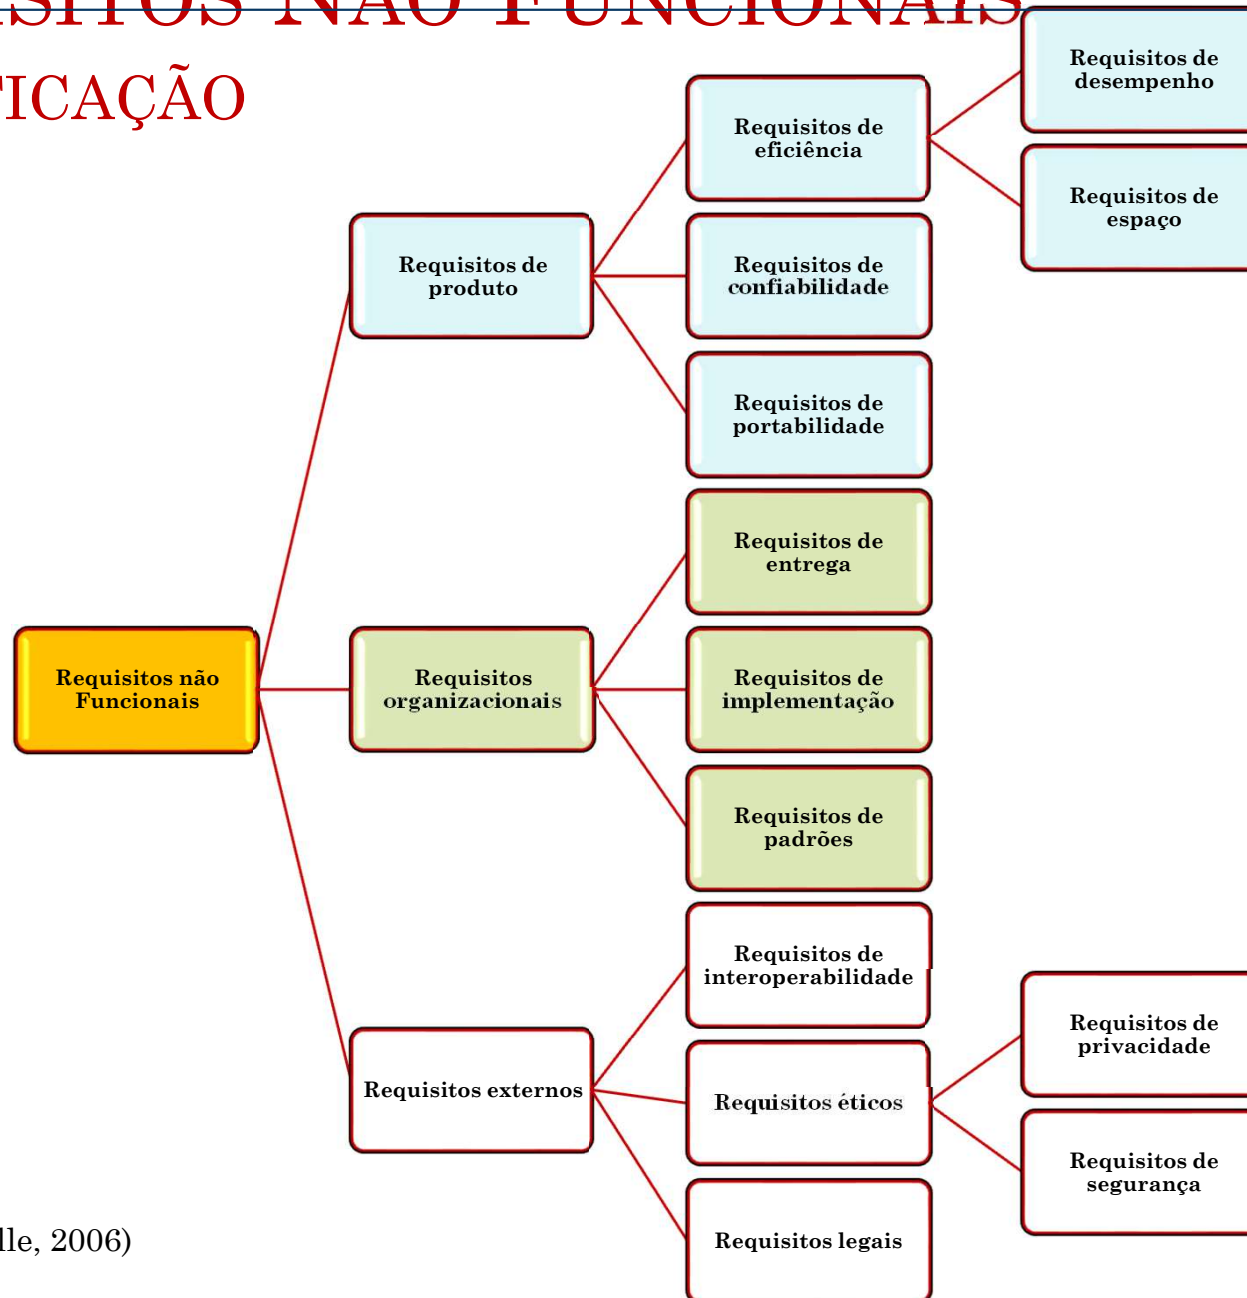 NÃO FUNCIONAIS
Requisitos de
desempenho
Requisitos de
eficiência
Requisitos de
espaço
Requisitos de
produto
Requisitos de
confiabilidade
Requisitos de
portabilidade
Requisitos de
entrega
Requisitos não
Funcionais
Requisitos
organizacionais
Requisitos de
implementação
Requisitos de
padrões
Requisitos de
interoperabilidade
Requisitos de
privacidade
Requisitos externos
Requisitos éticos
Requisitos de
segurança
Requisitos legais
2006)